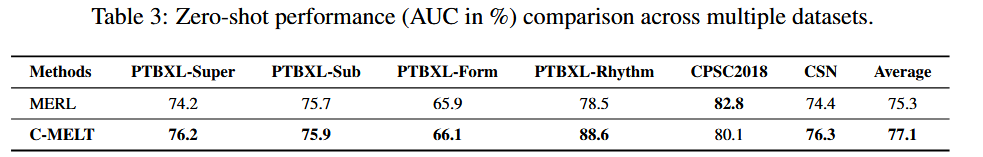 Table 3: Zero-shot performance (AUC in %) comparison across multiple datasets.
Methods PTBXL-Super PTBXL-Sub PTBXL-Form PTBXL-Rhythm CPSC2018 CSN Average
MERL 74.2 75.7 65.9 78.5 82.8 74.4 75.3
C-MELT 76.2 75.9 66.1 88.6 80.1 76.3 77.1